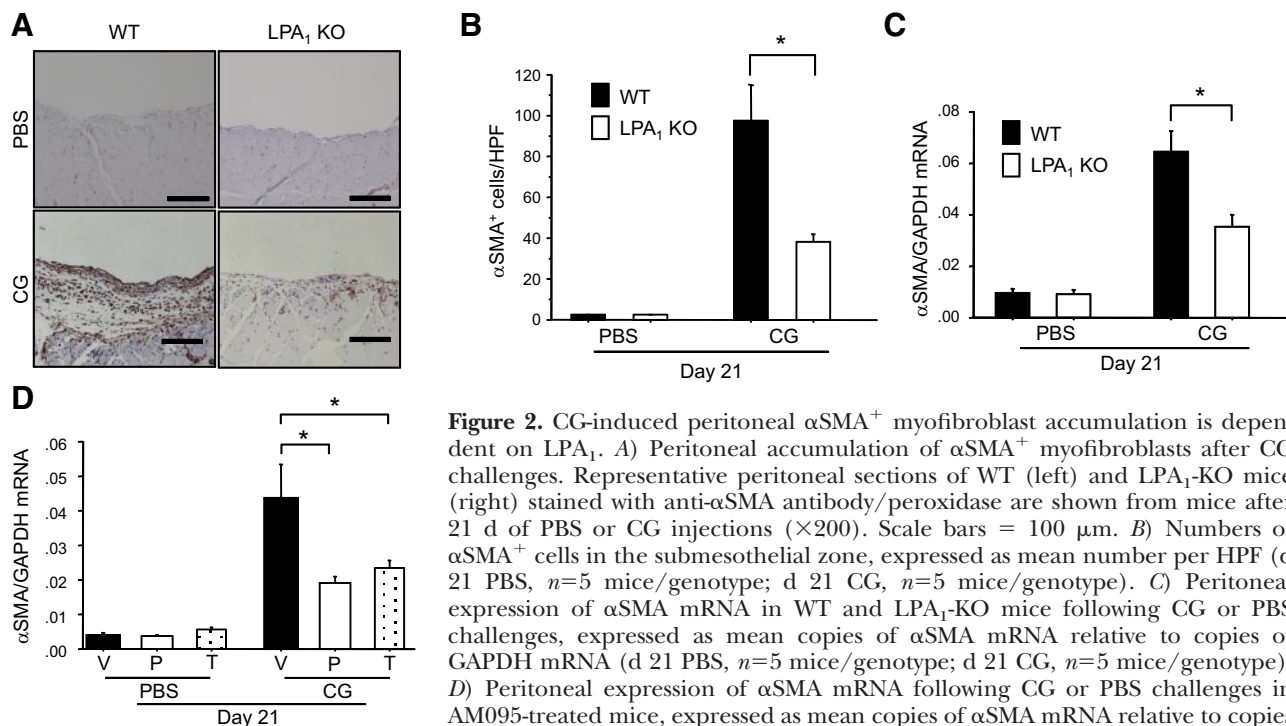 A
WT
LPA₁ KO
PBS
CG
B
*
αSMA⁺ cells/HPF
120
100
80
60
40
20
0
WT
LPA₁ KO
PBS
CG
Day 21
C
*
αSMA/GAPDH mRNA
.08
.06
.04
.02
.00
WT
LPA₁ KO
PBS
CG
Day 21
D
*
*
αSMA/GAPDH mRNA
.06
.05
.04
.03
.02
.01
.00
V P T V P T
PBS
CG
Day 21
Figure 2. CG-induced peritoneal αSMA⁺ myofibroblast accumulation is depen
dent on LPA₁. A) Peritoneal accumulation of αSMA⁺ myofibroblasts after CG
challenges. Representative peritoneal sections of WT (left) and LPA₁-KO mice
(right) stained with anti-αSMA antibody/peroxidase are shown from mice after
21 d of PBS or CG injections (×200). Scale bars = 100 μm. B) Numbers o
αSMA⁺ cells in the submesothelial zone, expressed as mean number per HPF (d
21 PBS, n=5 mice/genotype; d 21 CG, n=5 mice/genotype). C) Peritonea
expression of αSMA mRNA in WT and LPA₁-KO mice following CG or PBS
challenges, expressed as mean copies of αSMA mRNA relative to copies o
GAPDH mRNA (d 21 PBS, n=5 mice/genotype; d 21 CG, n=5 mice/genotype)
D) Peritoneal expression of αSMA mRNA following CG or PBS challenges in
AM095-treated mice, expressed as mean copies of αSMA mRNA relative to copies